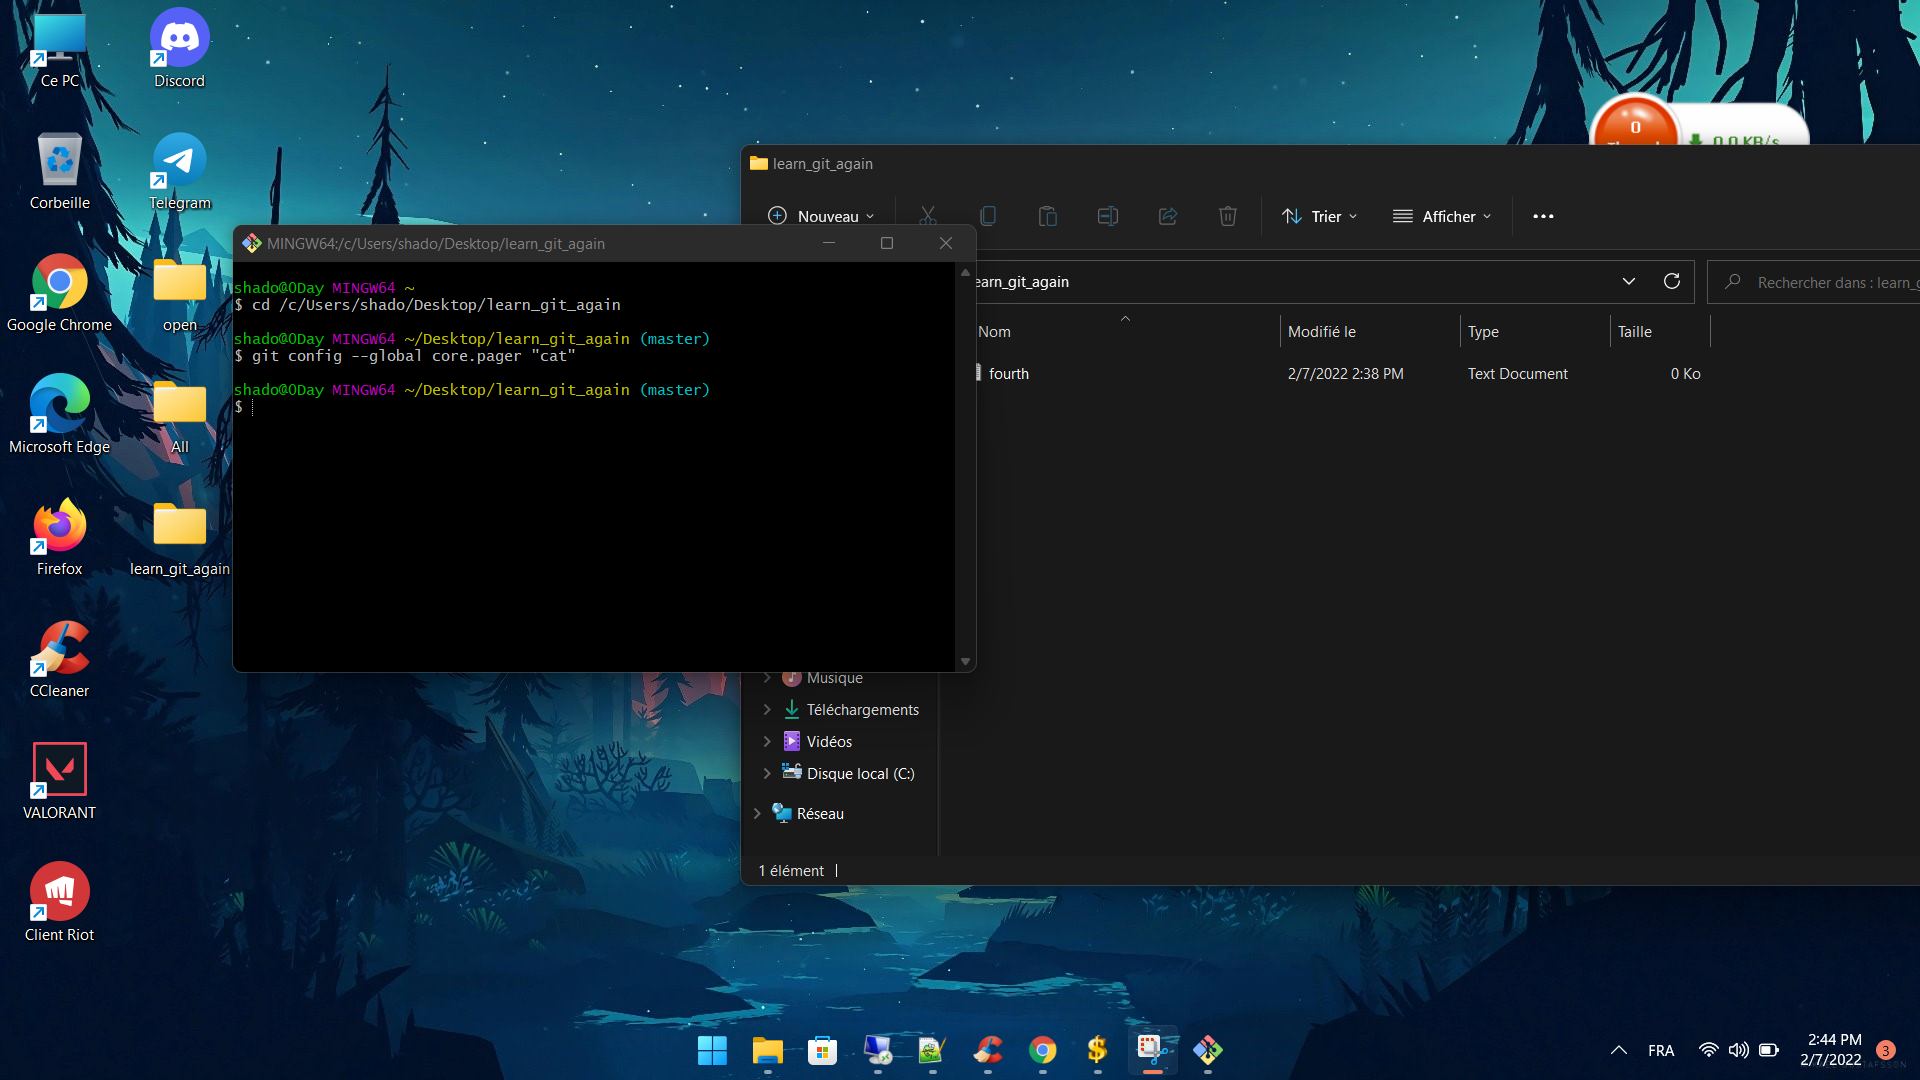 Ce PC
Discord
Corbeille
Telegram
Google Chrome
open
Microsoft Edge
All
Firefox
learn_git_again
CCleaner
VALORANT
Client Riot
0
0.0 KB/s
learn_git_again
Nouveau
Trier
Afficher
earn_git_again
Rechercher dans : learn_g
Nom
Modifié le
Type
Taille
fourth
2/7/2022 2:38 PM
Text Document
0 Ko
MINGW64:/c/Users/shado/Desktop/learn_git_again
shado@0Day MINGW64 ~
$ cd /c/Users/shado/Desktop/learn_git_again
shado@0Day MINGW64 ~/Desktop/learn_git_again (master)
$ git config --global core.pager "cat"
shado@0Day MINGW64 ~/Desktop/learn_git_again (master)
$
Musique
Téléchargements
Vidéos
Disque local (C:)
Réseau
1 élément
FRA
2:44 PM
2/7/2022
3